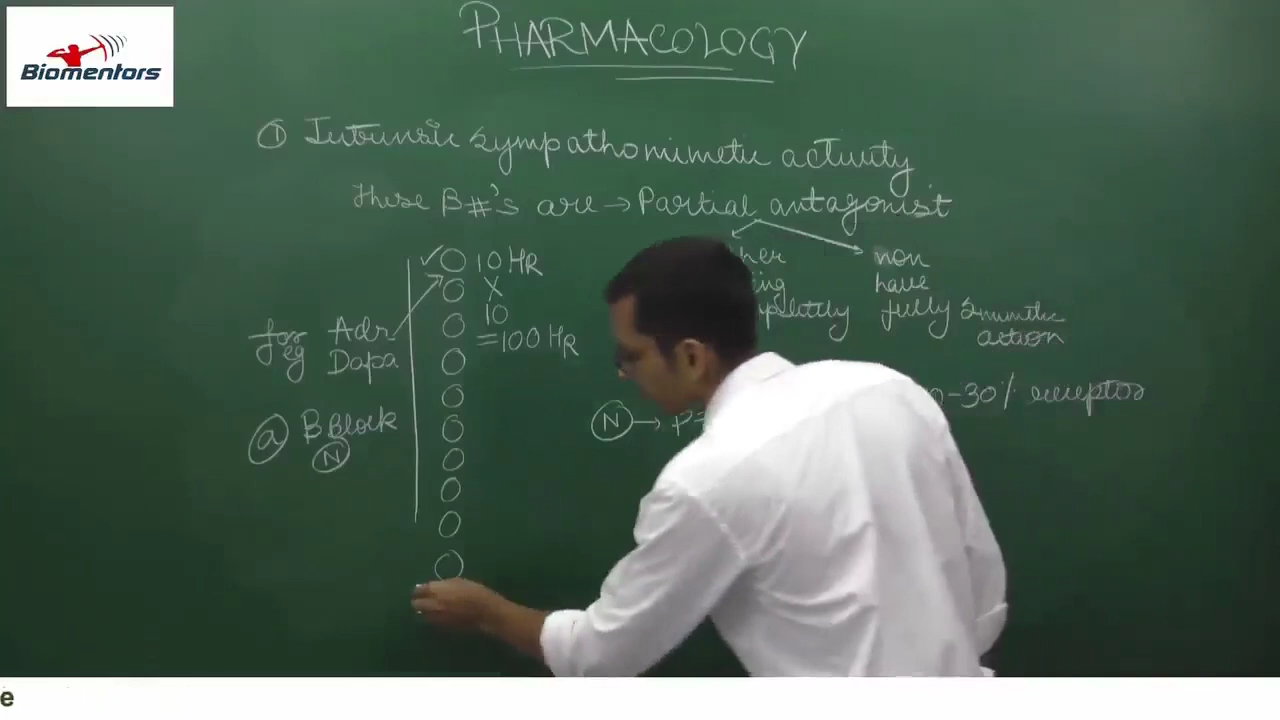 Biomentors
PHARMACOLOGY
① Intrinsic sympathomimetic activity
These B#'s are → Partial antagonist
✓ 10 HR
X
10
= 100 HR
for eg
Adr
Dopa
ⓐ B Block
Ⓝ
non
have
fully
action
Ⓝ →
-30% receptor
e